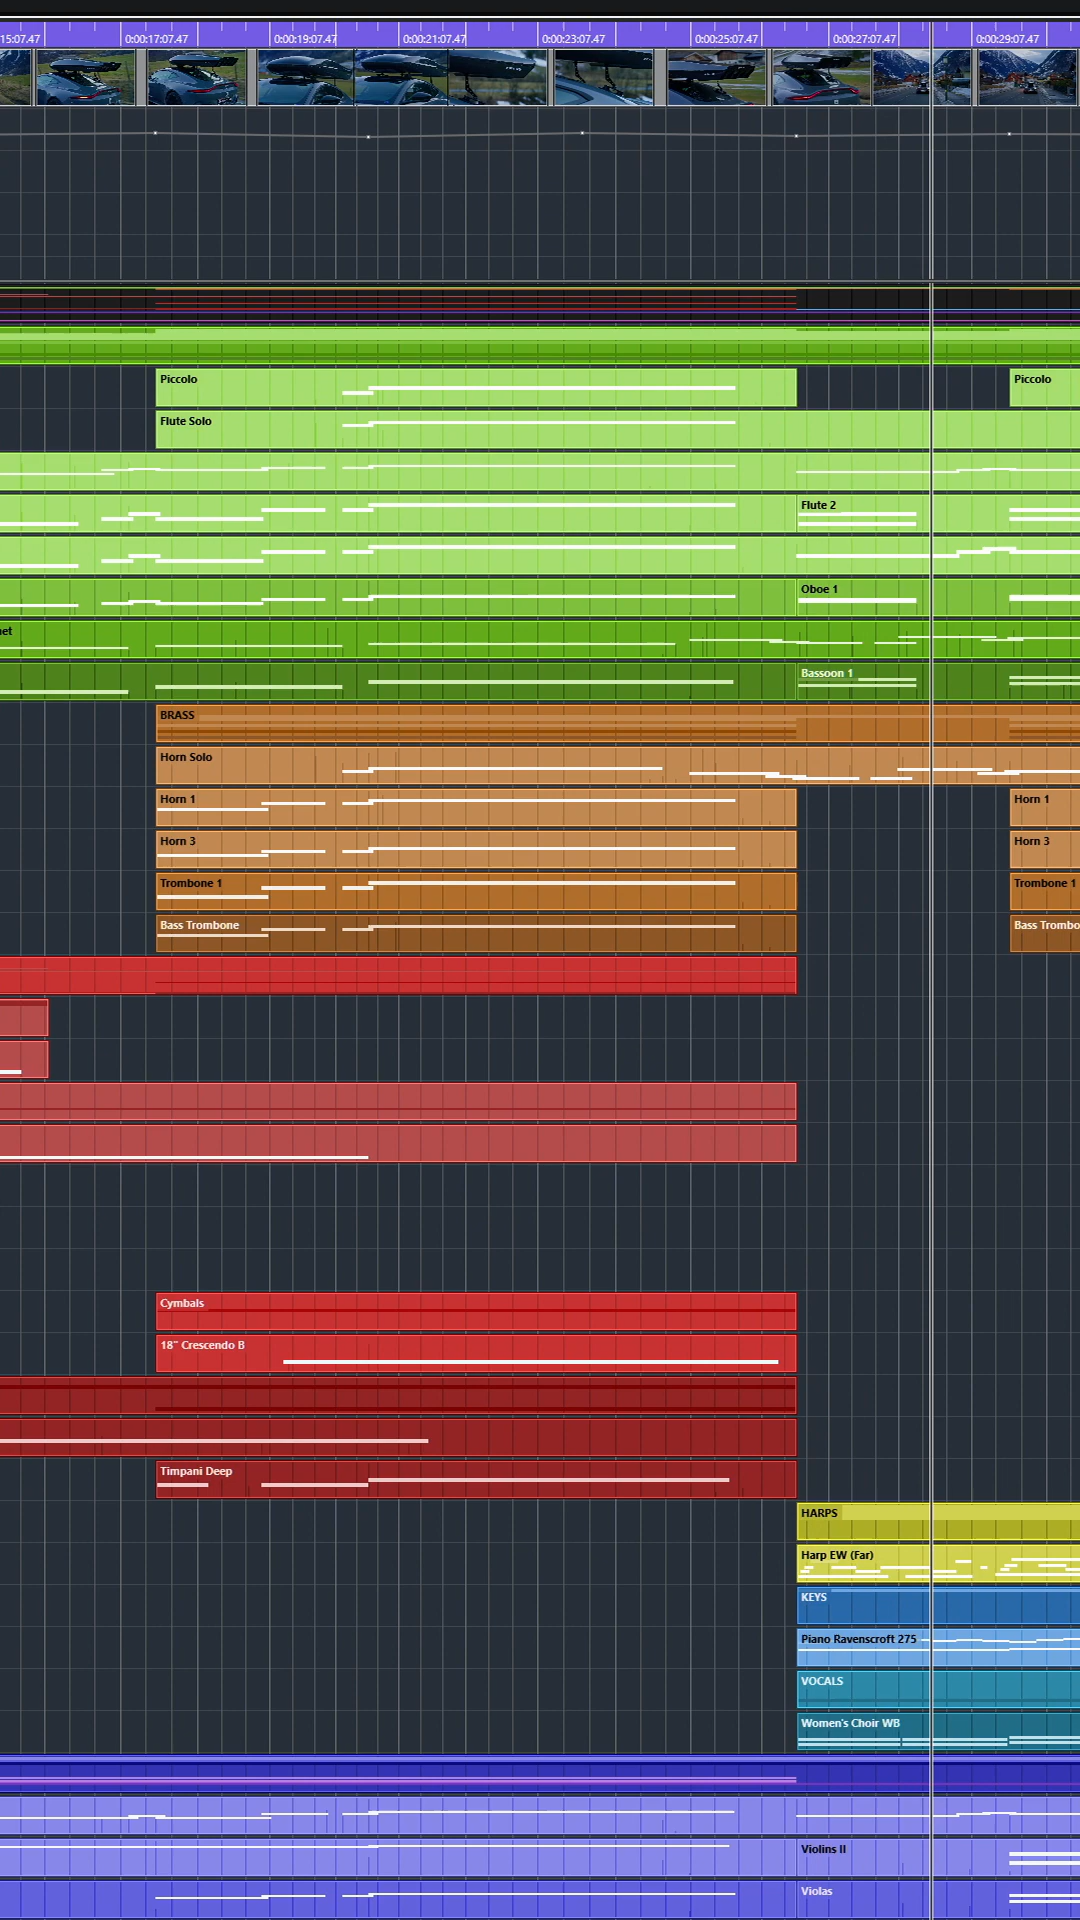 15:07.47 0:00:17:07.47 0:00:19:07.47 0:00:21:07.47 0:00:23:07.47 0:00:25:07.47 0:00:27:07.47 0:00:29:07.47
Piccolo Piccolo
Flute Solo
Flute 2
Oboe 1
et
Bassoon 1
BRASS
Horn Solo
Horn 1 Horn 1
Horn 3 Horn 3
Trombone 1 Trombone 1
Bass Trombone Bass Trombo
Cymbals
18" Crescendo B
Timpani Deep
HARPS
Harp EW (Far)
KEYS
Piano Ravenscroft 275
VOCALS
Women's Choir WB
Violins II
Violas